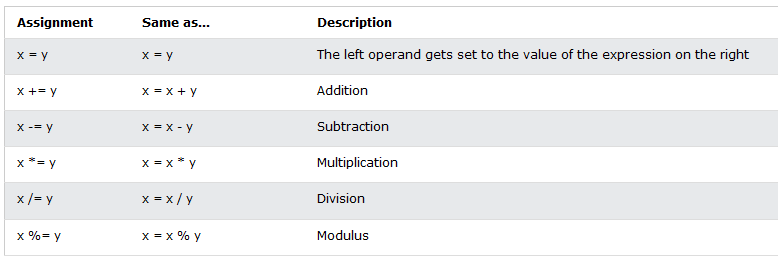 Assignment Same as... Description
x = y x = y The left operand gets set to the value of the expression on the right
x += y x = x + y Addition
x -= y x = x - y Subtraction
x *= y x = x * y Multiplication
x /= y x = x / y Division
x %= y x = x % y Modulus